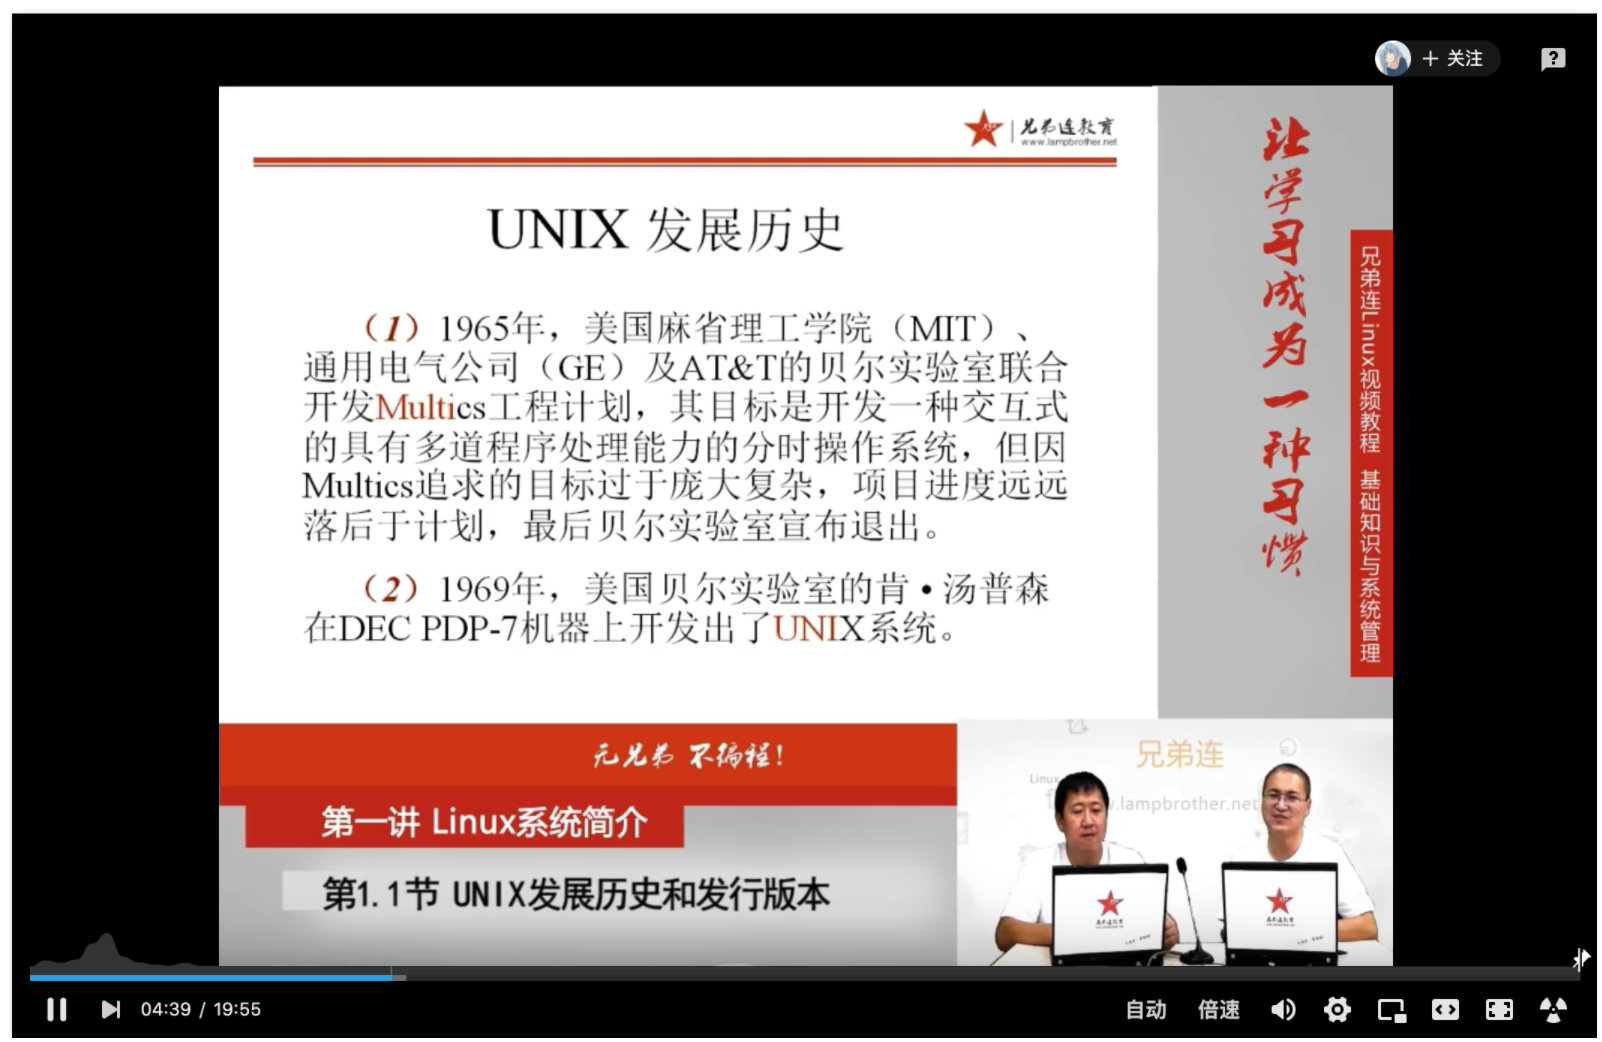 + 关注
?
兄弟连教育
www.lampbrother.net
UNIX 发展历史
（1）1965年，美国麻省理工学院（MIT）、
通用电气公司（GE）及AT&T的贝尔实验室联合
开发Multics工程计划，其目标是开发一种交互式
的具有多道程序处理能力的分时操作系统，但因
Multics追求的目标过于庞大复杂，项目进度远远
落后于计划，最后贝尔实验室宣布退出。
（2）1969年，美国贝尔实验室的肯•汤普森
在DEC PDP-7机器上开发出了UNIX系统。
让学习成为一种习惯
兄弟连Linux视频教程 基础知识与系统管理
无兄弟 不编程！
第一讲 Linux系统简介
第1.1节 UNIX发展历史和发行版本
兄弟连
Linux
.lampbrother.net
兄弟连教育
兄弟连教育
04:39 / 19:55
自动
倍速